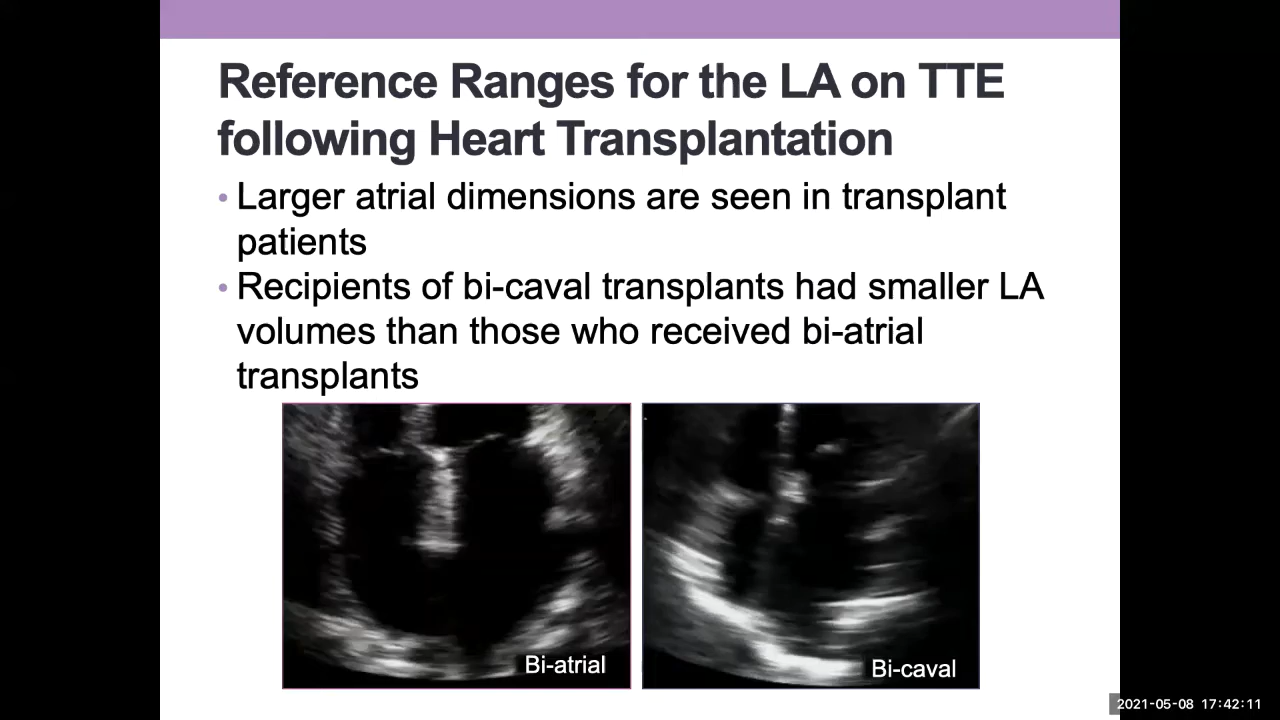 Reference Ranges for the LA on TTE
following Heart Transplantation
• Larger atrial dimensions are seen in transplant
patients
• Recipients of bi-caval transplants had smaller LA
volumes than those who received bi-atrial
transplants
Bi-atrial
Bi-caval
2021-05-08 17:42:11